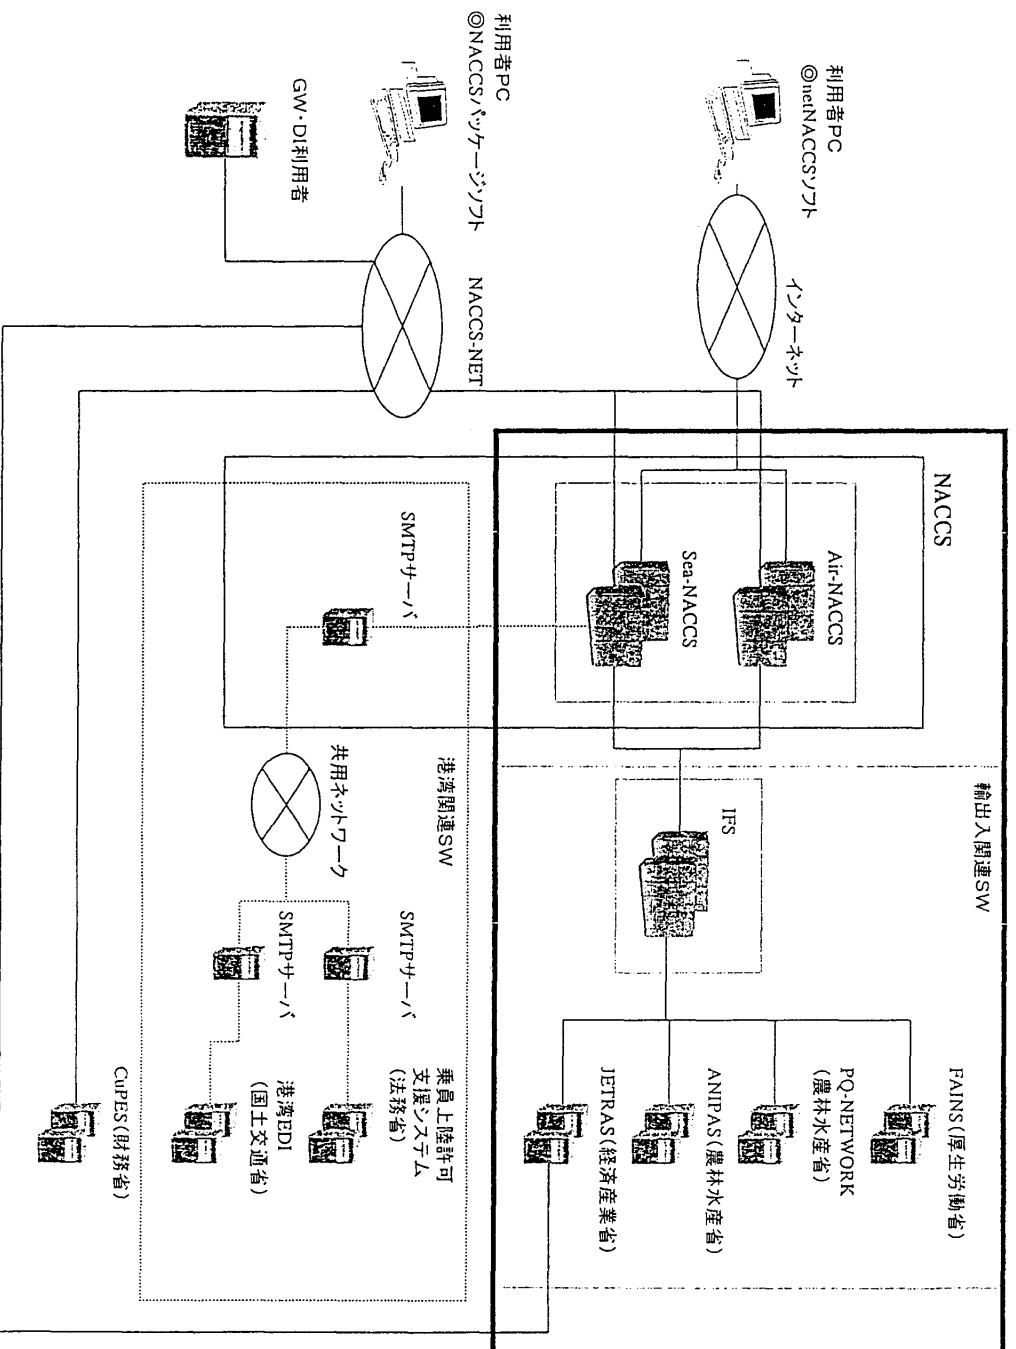 利用者PC
◎netNACCSソフト
インターネット
利用者PC
◎NACCSパッケージソフト
NACCS-NET
GW・DI利用者
NACCS
Air-NACCS
Sea-NACCS
SMTPサーバ
輸出入関連SW
IFS
港湾関連SW
共用ネットワーク
SMTPサーバ
SMTPサーバ
FAINS(厚生労働省)
PQ-NETWORK
(農林水産省)
ANIPAS(農林水産省)
JETRAS(経済産業省)
乗員上陸許可
支援システム
(法務省)
港湾EDI
(国土交通省)
CuPES(財務省)